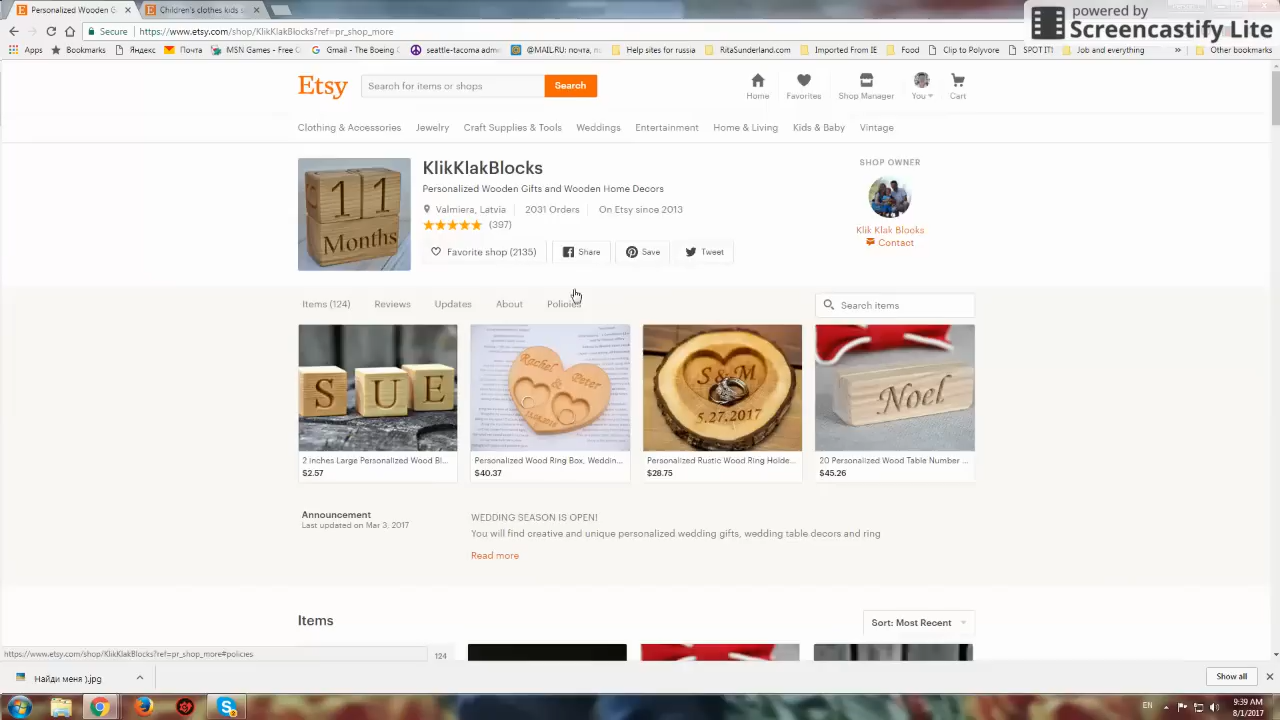 Personalized Wooden G
Children's clothes kids s
powered by
Screencastify Lite
Secure
https://www.etsy.com/shop/KlikKlakBlocks?ref=pr_shop_more
Apps
Bookmarks
Яндекс
Почта
MSN Games - Free
Go - The Boeing
seattle-tacoma
@MAIL.RU: почта, п
Help sites for russia
RitaSunderland
Imported From IE
Food
Clip to Polyvore
SPOT IT!
Job and everything
»
Other bookmarks
Etsy
Search for items or shops
Search
Home
Favorites
Shop Manager
You
Cart
Clothing & Accessories
Jewelry
Craft Supplies & Tools
Weddings
Entertainment
Home & Living
Kids & Baby
Vintage
11
Months
KlikKlakBlocks
Personalized Wooden Gifts and Wooden Home Decors
Valmiera, Latvia
2031 Orders
On Etsy since 2013
(397)
Favorite shop (2135)
Share
Save
Tweet
SHOP OWNER
Klik Klak Blocks
Contact
Items (124)
Reviews
Updates
About
Policies
Search items
SUE
Rachel
&
Peter
S & M
5.27.2017
Noel
2 inches Large Personalized Wood Bl...
$2.57
Personalized Wood Ring Box, Weddin...
$40.37
Personalized Rustic Wood Ring Holde...
$28.75
20 Personalized Wood Table Number ...
$45.26
Announcement
Last updated on Mar 3, 2017
WEDDING SEASON IS OPEN!
You will find creative and unique personalized wedding gifts, wedding table decors and ring
Read more
Items
Sort: Most Recent
https://www.etsy.com/shop/KlikKlakBlocks?ref=pr_shop_more#policies
124
Найди меня ).jpg
Show all
EN
9:39 AM
8/1/2017